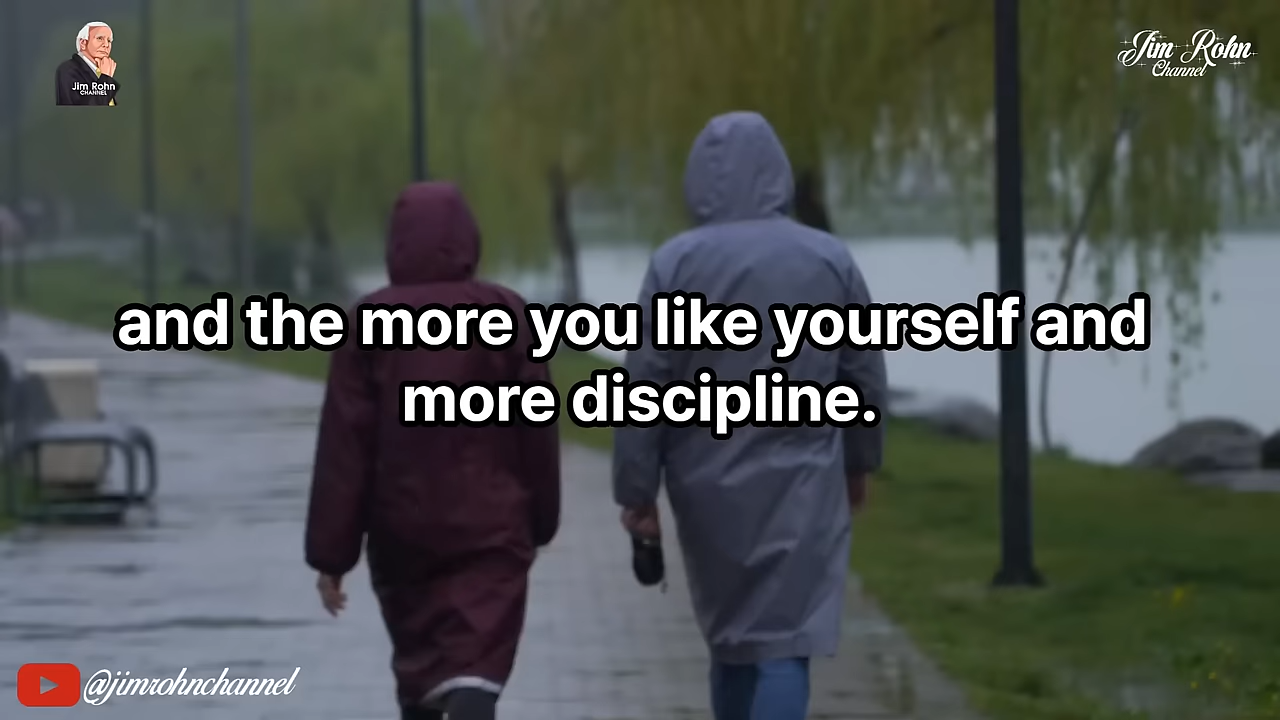 Jim Rohn
CHANNEL
Jim Rohn
Channel
and the more you like yourself and
more discipline.
@jimrohnchannel